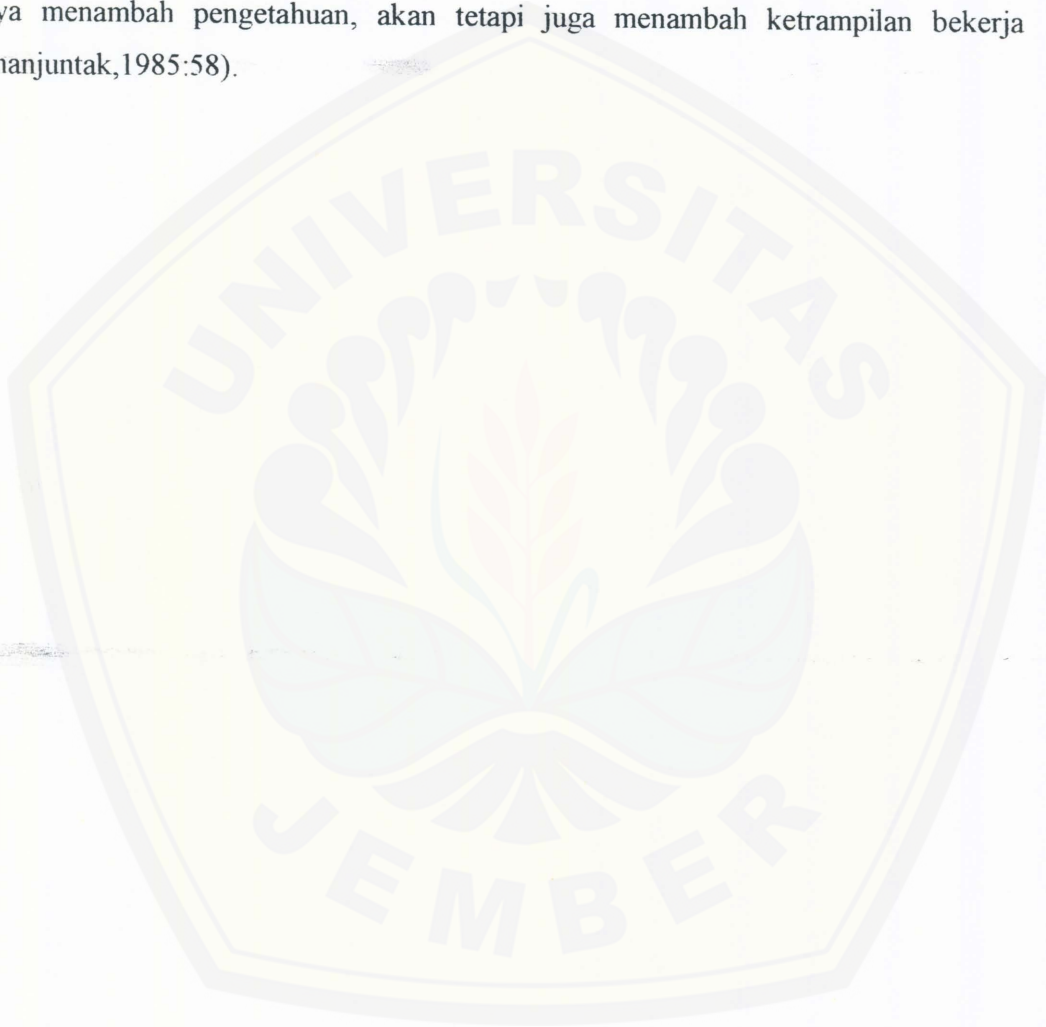 ya menambah pengetahuan, akan tetapi juga menambah ketrampilan bekerja
nanjuntak,1985:58).
UNIVERSITAS
JEMBER